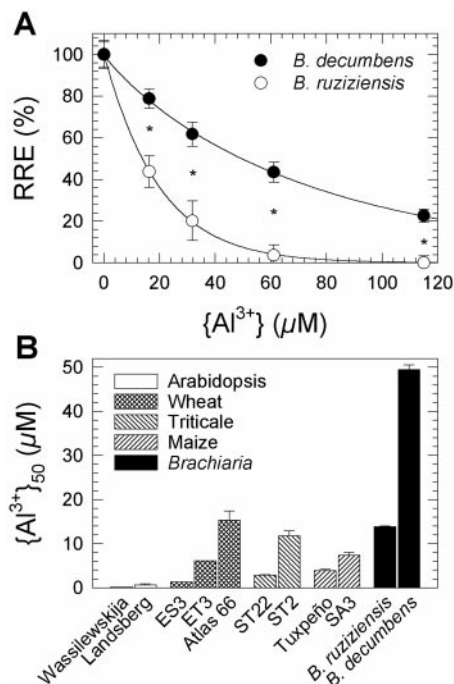 A
● B. decumbens
○ B. ruziziensis
RRE (%)
100
80
60
40
20
0
*
*
*
*
0 20 40 60 80 100 120
{Al³⁺} (µM)
B
{Al³⁺}₅₀ (µM)
50
40
30
20
10
0
Arabidopsis
Wheat
Triticale
Maize
Brachiaria
Wassilewskija
Landsberg
ES3
ET3
Atlas 66
ST22
ST2
Tuxpeño
SA3
B. ruziziensis
B. decumbens